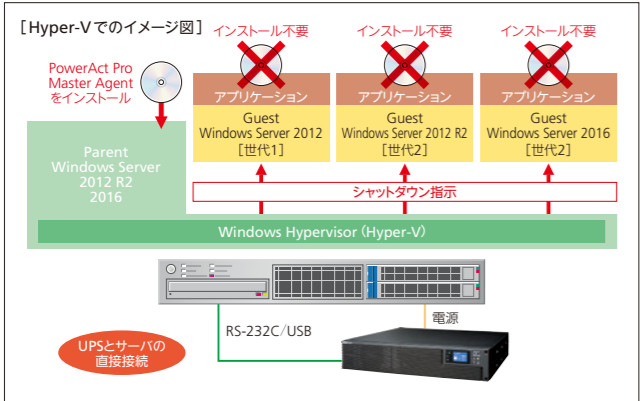 [Hyper-Vでのイメージ図]
インストール不要
インストール不要
インストール不要
PowerAct Pro
Master Agent
をインストール
アプリケーション
アプリケーション
アプリケーション
Guest
Windows Server 2012
[世代1]
Guest
Windows Server 2012 R2
[世代2]
Guest
Windows Server 2016
[世代2]
Parent
Windows Server
2012 R2
2016
シャットダウン指示
Windows Hypervisor (Hyper-V)
RS-232C/USB
電源
UPSとサーバの
直接接続